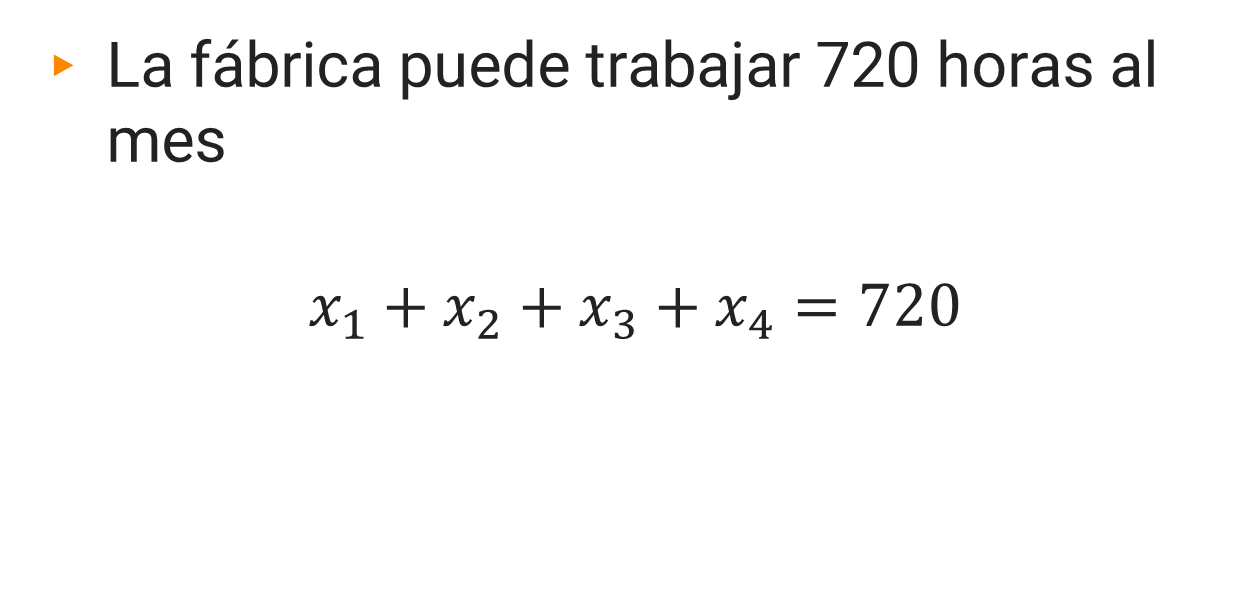 La fábrica puede trabajar 720 horas al
mes
x₁ + x₂ + x₃ + x₄ = 720